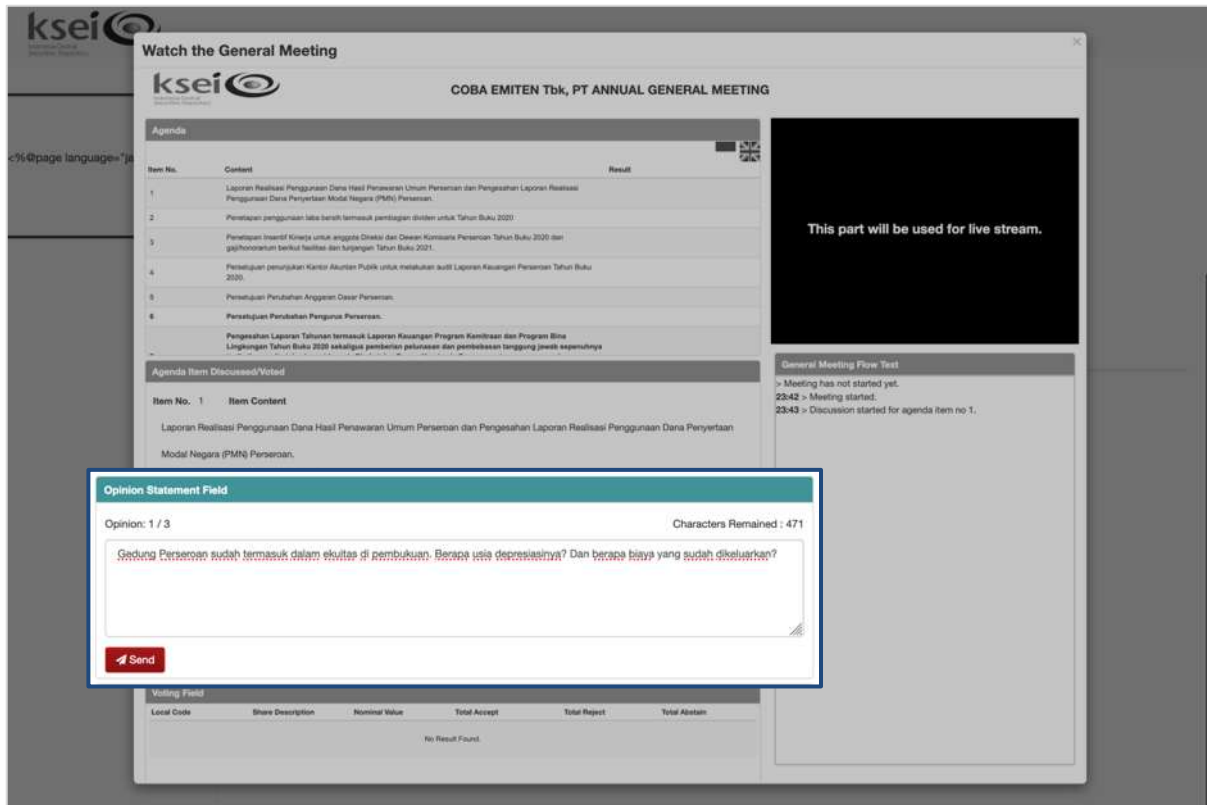 ksei
Indonesia Central
Securities Depository
<%@page language="ja
Watch the General Meeting
×
ksei
Indonesia Central
Securities Depository
COBA EMITEN Tbk, PT ANNUAL GENERAL MEETING
Agenda
Item No. Content Result
1 Laporan Realisasi Penggunaan Dana Hasil Penawaran Umum Perseroan dan Pengesahan Laporan Realisasi
Penggunaan Dana Penyertaan Modal Negara (PMN) Perseroan.
2 Penetapan penggunaan laba bersih termasuk pembagian dividen untuk Tahun Buku 2020
3 Penetapan Insentif Kinerja untuk anggota Direksi dan Dewan Komisaris Perseroan Tahun Buku 2020 dan
gaji/honorarium berikut fasilitas dan tunjangan Tahun Buku 2021.
4 Persetujuan penunjukan Kantor Akuntan Publik untuk melakukan audit Laporan Keuangan Perseroan Tahun Buku
2020.
5 Persetujuan Perubahan Anggaran Dasar Perseroan.
6 Persetujuan Perubahan Pengurus Perseroan.
Pengesahan Laporan Tahunan termasuk Laporan Keuangan Program Kemitraan dan Program Bina
Lingkungan Tahun Buku 2020 sekaligus pemberian pelunasan dan pembebasan tanggung jawab sepenuhnya
This part will be used for live stream.
Agenda Item Discussed/Voted
Item No. 1 Item Content
Laporan Realisasi Penggunaan Dana Hasil Penawaran Umum Perseroan dan Pengesahan Laporan Realisasi Penggunaan Dana Penyertaan
Modal Negara (PMN) Perseroan.
General Meeting Flow Text
> Meeting has not started yet.
23:42 > Meeting started.
23:43 > Discussion started for agenda item no 1.
Opinion Statement Field
Opinion: 1 / 3 Characters Remained : 471
Gedung Perseroan sudah termasuk dalam ekuitas di pembukuan. Berapa usia depresiasinya? Dan berapa biaya yang sudah dikeluarkan?
Send
Voting Field
Local Code Share Description Nominal Value Total Accept Total Reject Total Abstain
No Result Found.